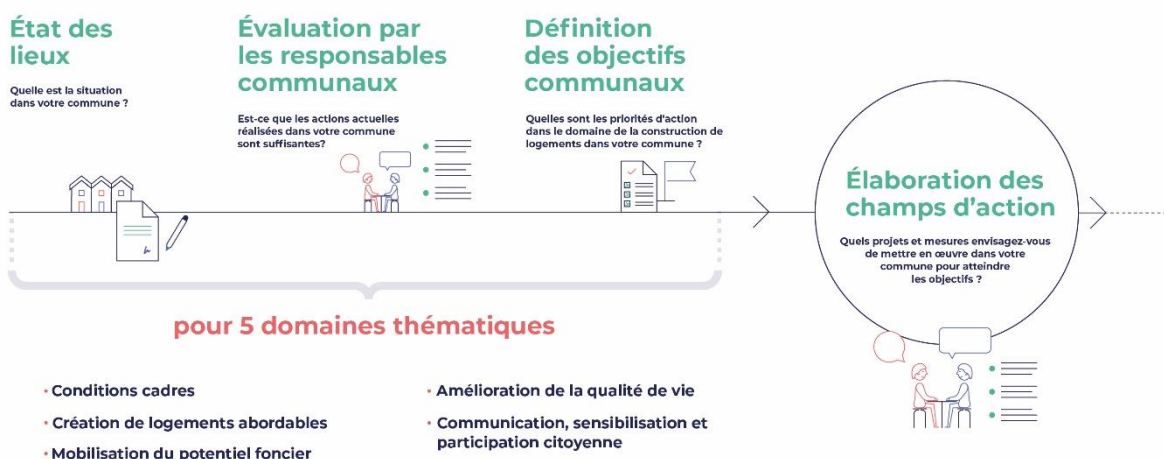 État des
lieux
Quelle est la situation
dans votre commune ?
Évaluation par
les responsables
communaux
Est-ce que les actions actuelles
réalisées dans votre commune
sont suffisantes?
Définition
des objectifs
communaux
Quelles sont les priorités d'action
dans le domaine de la construction de
logements dans votre commune ?
Élaboration des
champs d'action
Quels projets et mesures envisagez-vous
de mettre en œuvre dans votre
commune pour atteindre
les objectifs ?
pour 5 domaines thématiques
• Conditions cadres
• Création de logements abordables
• Mobilisation du potentiel foncier
• Amélioration de la qualité de vie
• Communication, sensibilisation et
participation citoyenne